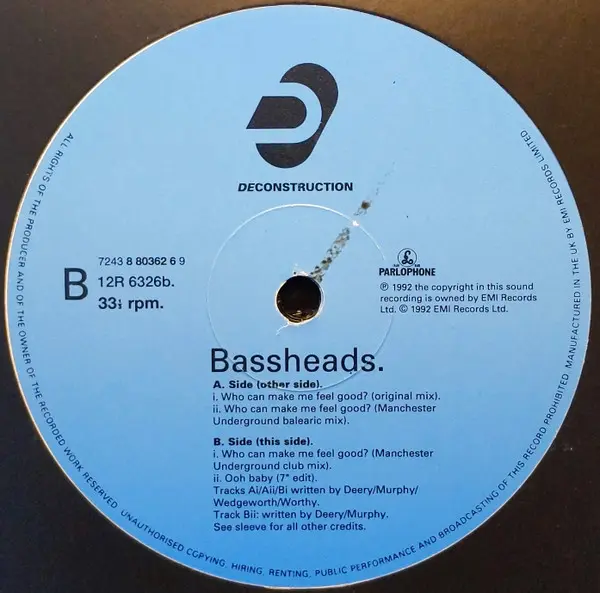 DECONSTRUCTION
7243 8 80362 6 9
B
12R 6326b.
33⅓ rpm.
PARLOPHONE
℗ 1992 the copyright in this sound
recording is owned by EMI Records
Ltd. © 1992 EMI Records Ltd.
Bassheads.
A. Side (other side).
i. Who can make me feel good? (original mix).
ii. Who can make me feel good? (Manchester
Underground balearic mix).
B. Side (this side).
i. Who can make me feel good? (Manchester
Underground club mix).
ii. Ooh baby (7" edit).
Tracks Ai/Aii/Bi written by Deery/Murphy/
Wedgeworth/Worthy.
Track Bii: written by Deery/Murphy.
See sleeve for all other credits.
ALL RIGHTS OF THE PRODUCER AND OF THE OWNER OF THE RECORDED WORK RESERVED. UNAUTHORISED COPYING, HIRING, RENTING, PUBLIC PERFORMANCE AND BROADCASTING OF THIS RECORD PROHIBITED. MANUFACTURED IN THE UK BY EMI RECORDS LIMITED